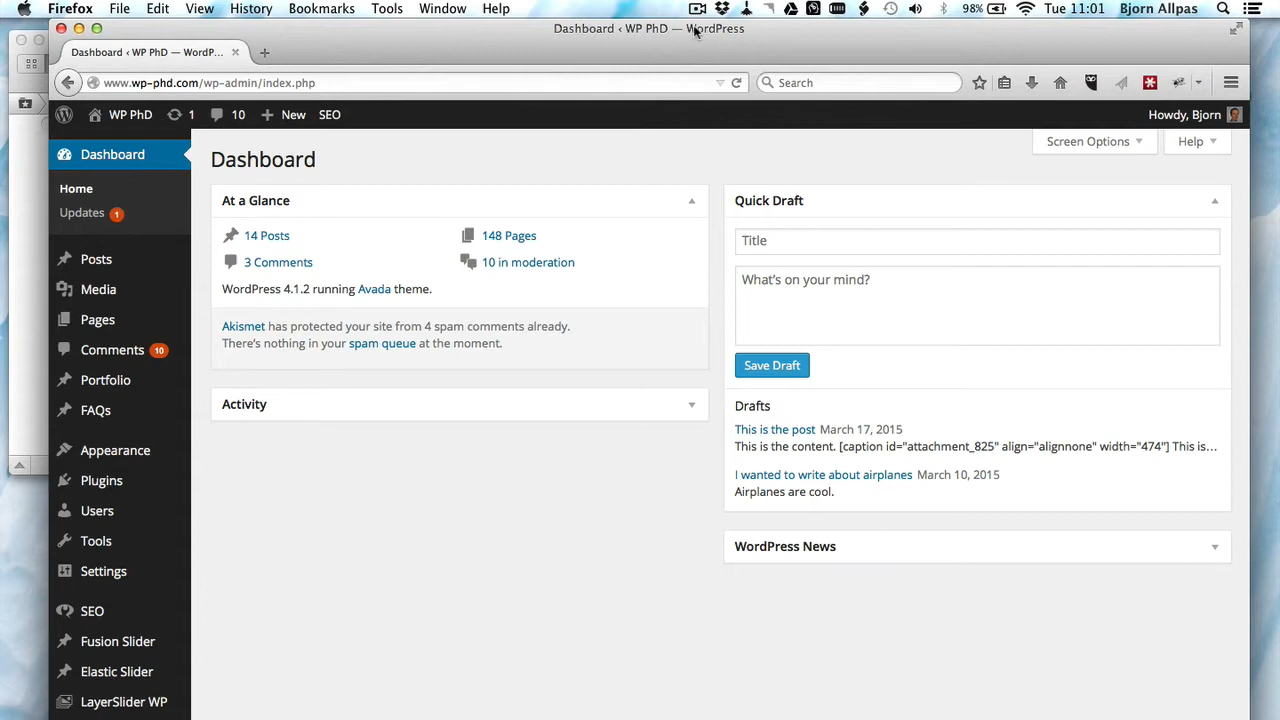 Firefox File Edit View History Bookmarks Tools Window Help 98% Tue 11:01 Bjorn Allpas
Dashboard ‹ WP PhD — WordPress
Dashboard ‹ WP PhD — WordP...
www.wp-phd.com/wp-admin/index.php Search
WP PhD 1 10 New SEO Howdy, Bjorn
Dashboard
Home
Updates 1
Posts
Media
Pages
Comments 10
Portfolio
FAQs
Appearance
Plugins
Users
Tools
Settings
SEO
Fusion Slider
Elastic Slider
LayerSlider WP
Screen Options Help
Dashboard
At a Glance
14 Posts 148 Pages
3 Comments 10 in moderation
WordPress 4.1.2 running Avada theme.
Akismet has protected your site from 4 spam comments already.
There's nothing in your spam queue at the moment.
Activity
Quick Draft
Title
What's on your mind?
Save Draft
Drafts
This is the post March 17, 2015
This is the content. [caption id="attachment_825" align="alignnone" width="474"] This is...
I wanted to write about airplanes March 10, 2015
Airplanes are cool.
WordPress News